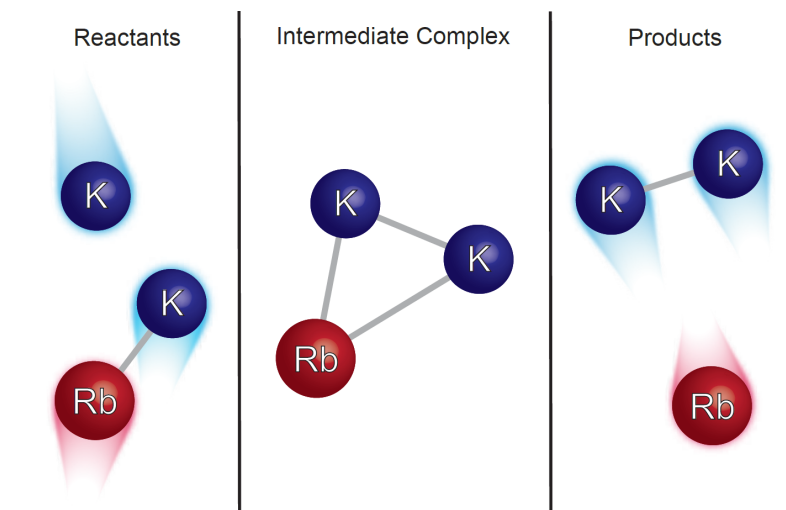 Reactants
K
K
Rb
Intermediate Complex
K
K
Rb
Products
K
K
Rb